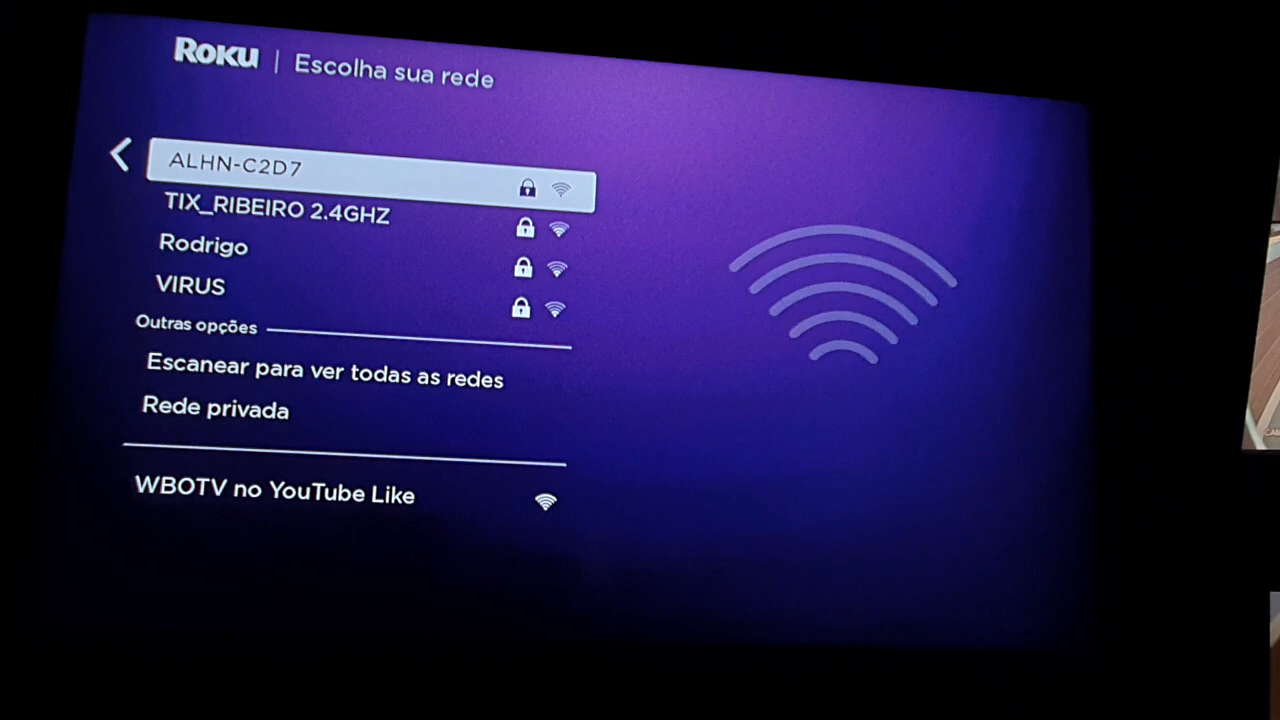 Roku | Escolha sua rede
ALHN-C2D7
TIX_RIBEIRO 2.4GHZ
Rodrigo
VIRUS
Outras opções
Escanear para ver todas as redes
Rede privada
WBOTV no YouTube Like